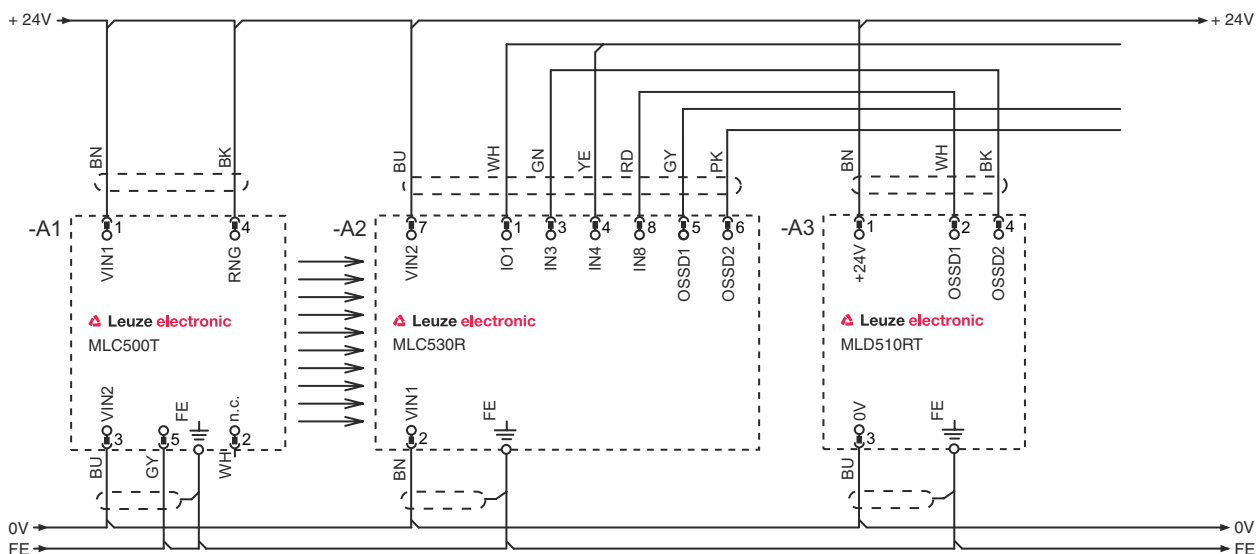 + 24V
+ 24V
BN
BK
BU
WH
GN
YE
RD
GY
PK
BN
WH
BK
-A1
1
4
-A2
7
1
3
4
8
5
6
-A3
1
2
4
VIN1
RNG
VIN2
IO1
IN3
IN4
IN8
OSSD1
OSSD2
+24V
OSSD1
OSSD2
Leuze electronic
MLC500T
Leuze electronic
MLC530R
Leuze electronic
MLD510RT
VIN2
FE
n.c.
VIN1
FE
0V
FE
3
5
2
2
3
BU
GY
WH
BN
BU
0V
0V
FE
FE